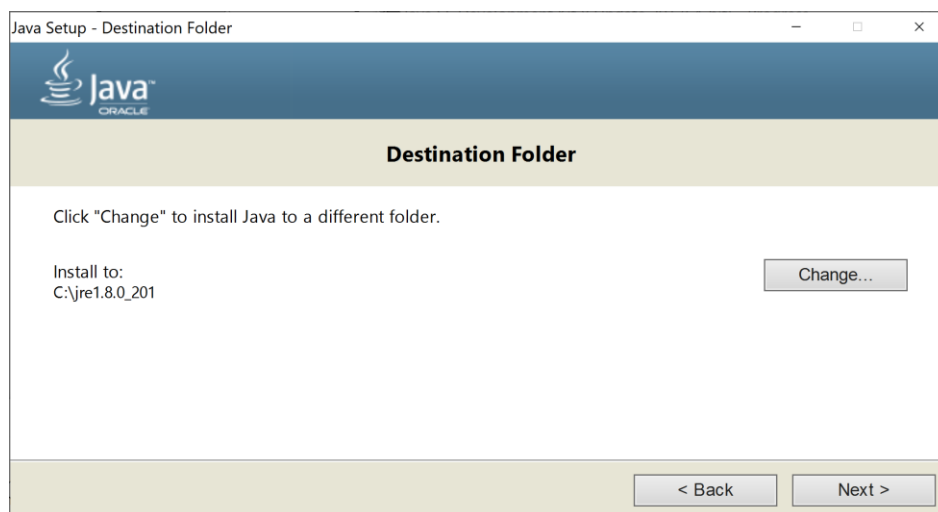 Java Setup - Destination Folder
Java™
ORACLE
Destination Folder
Click "Change" to install Java to a different folder.
Install to:
Change...
C:\jre1.8.0_201
< Back
Next >